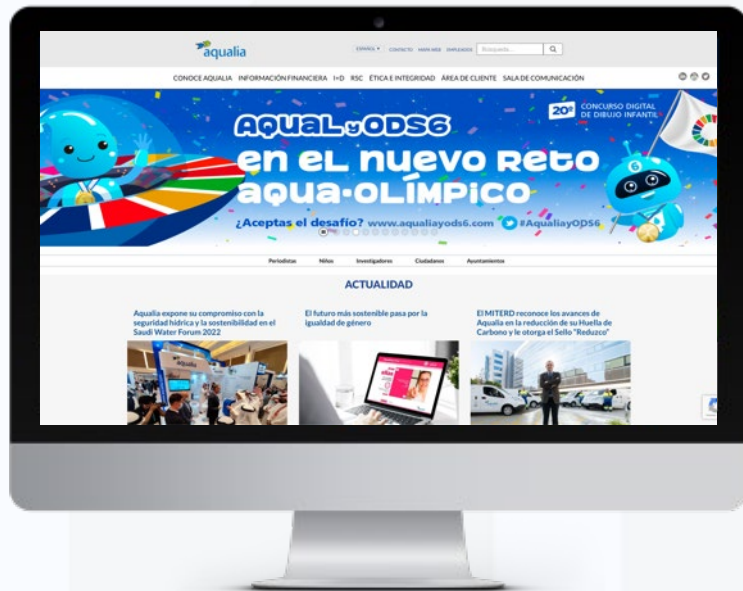 aqualia
ESPAÑOL CONTACTO MAPA WEB EMPLEADOS Búsqueda...
CONOCE AQUALIA INFORMACIÓN FINANCIERA I+D RSC ÉTICA E INTEGRIDAD ÁREA DE CLIENTE SALA DE COMUNICACIÓN
20º CONCURSO DIGITAL
DE DIBUJO INFANTIL
AQUAL y ODS6
en el nuevo reto
aqua·olímpico
¿Aceptas el desafío? www.aqualiayods6.com #AqualiayODS6
6
Periodistas Niños Investigadores Ciudadanos Ayuntamientos
ACTUALIDAD
Aqualia expone su compromiso con la
seguridad hídrica y la sostenibilidad en el
Saudi Water Forum 2022
El futuro más sostenible pasa por la
igualdad de género
El MITERD reconoce los avances de
Aqualia en la reducción de su Huella de
Carbono y le otorga el Sello "Reduzco"
aqualia